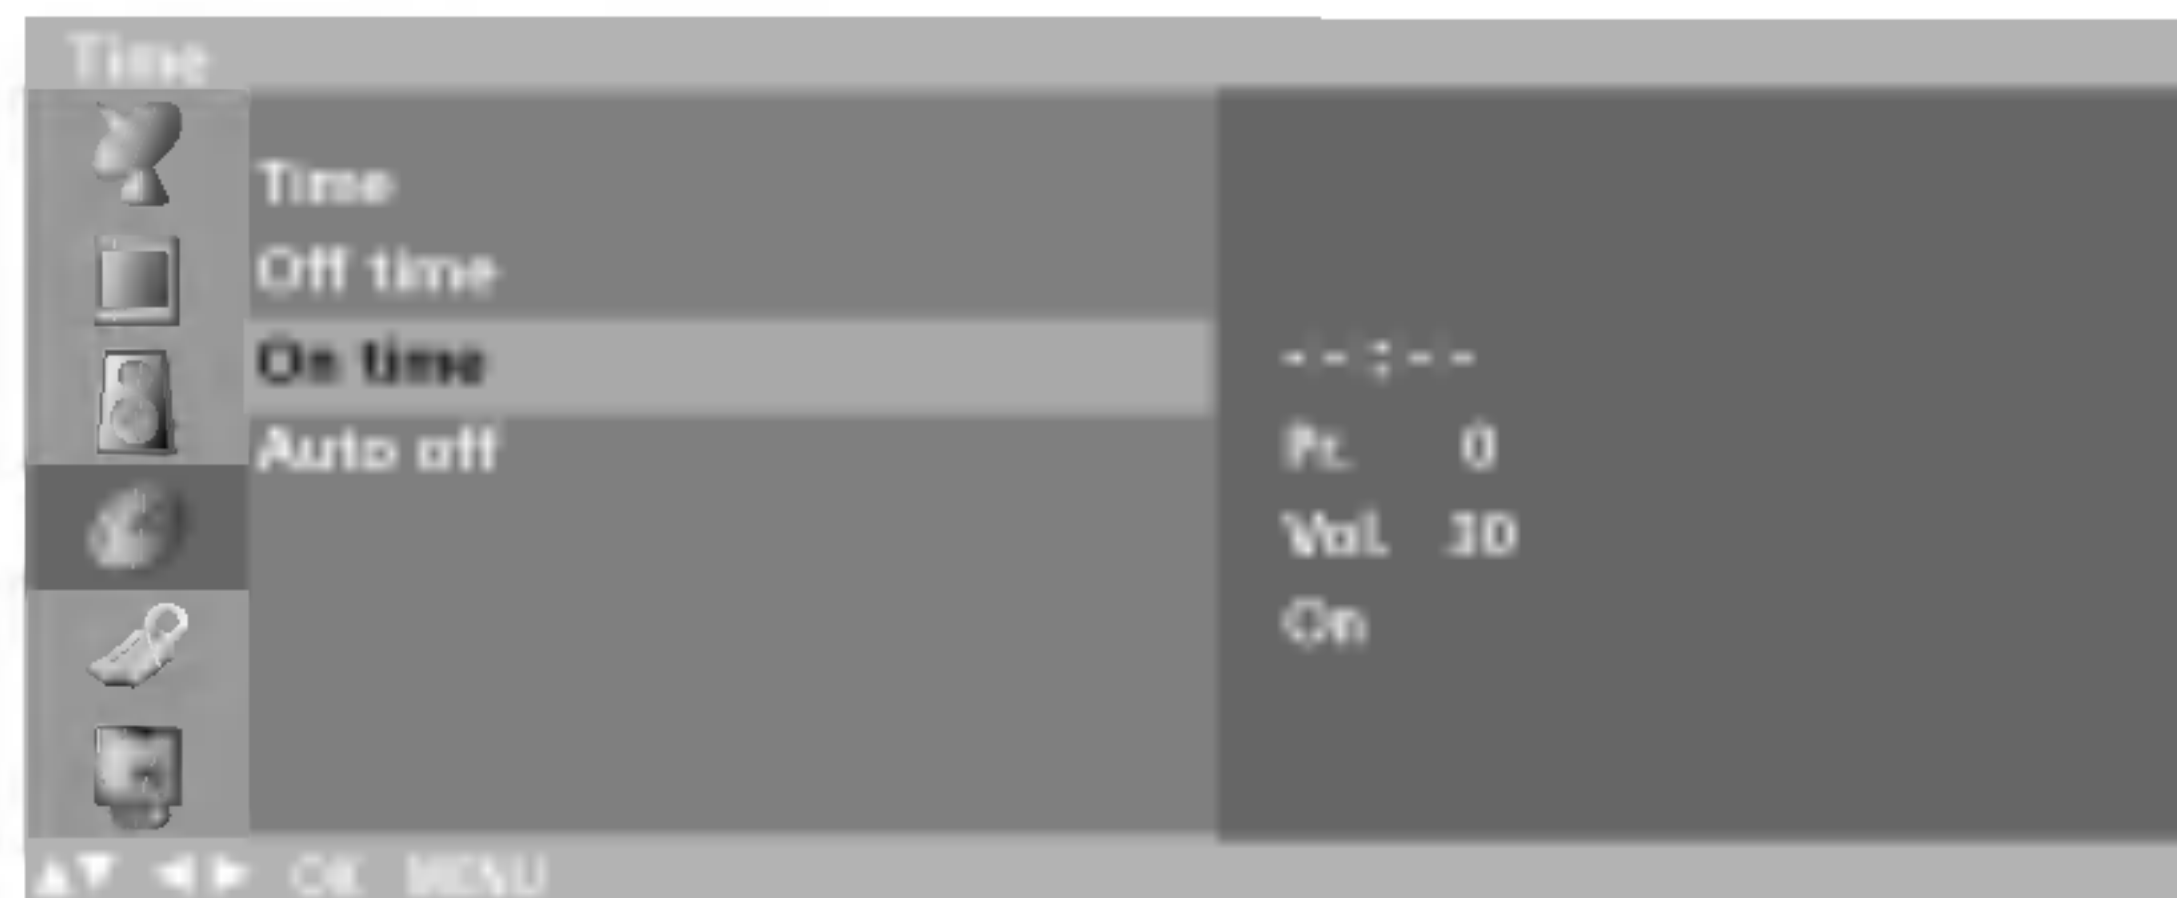 Time
Time
Off time
On time
Auto off
--:--
Pr. 0
Vol. 30
On
▲▼ ◀▶ OK MENU